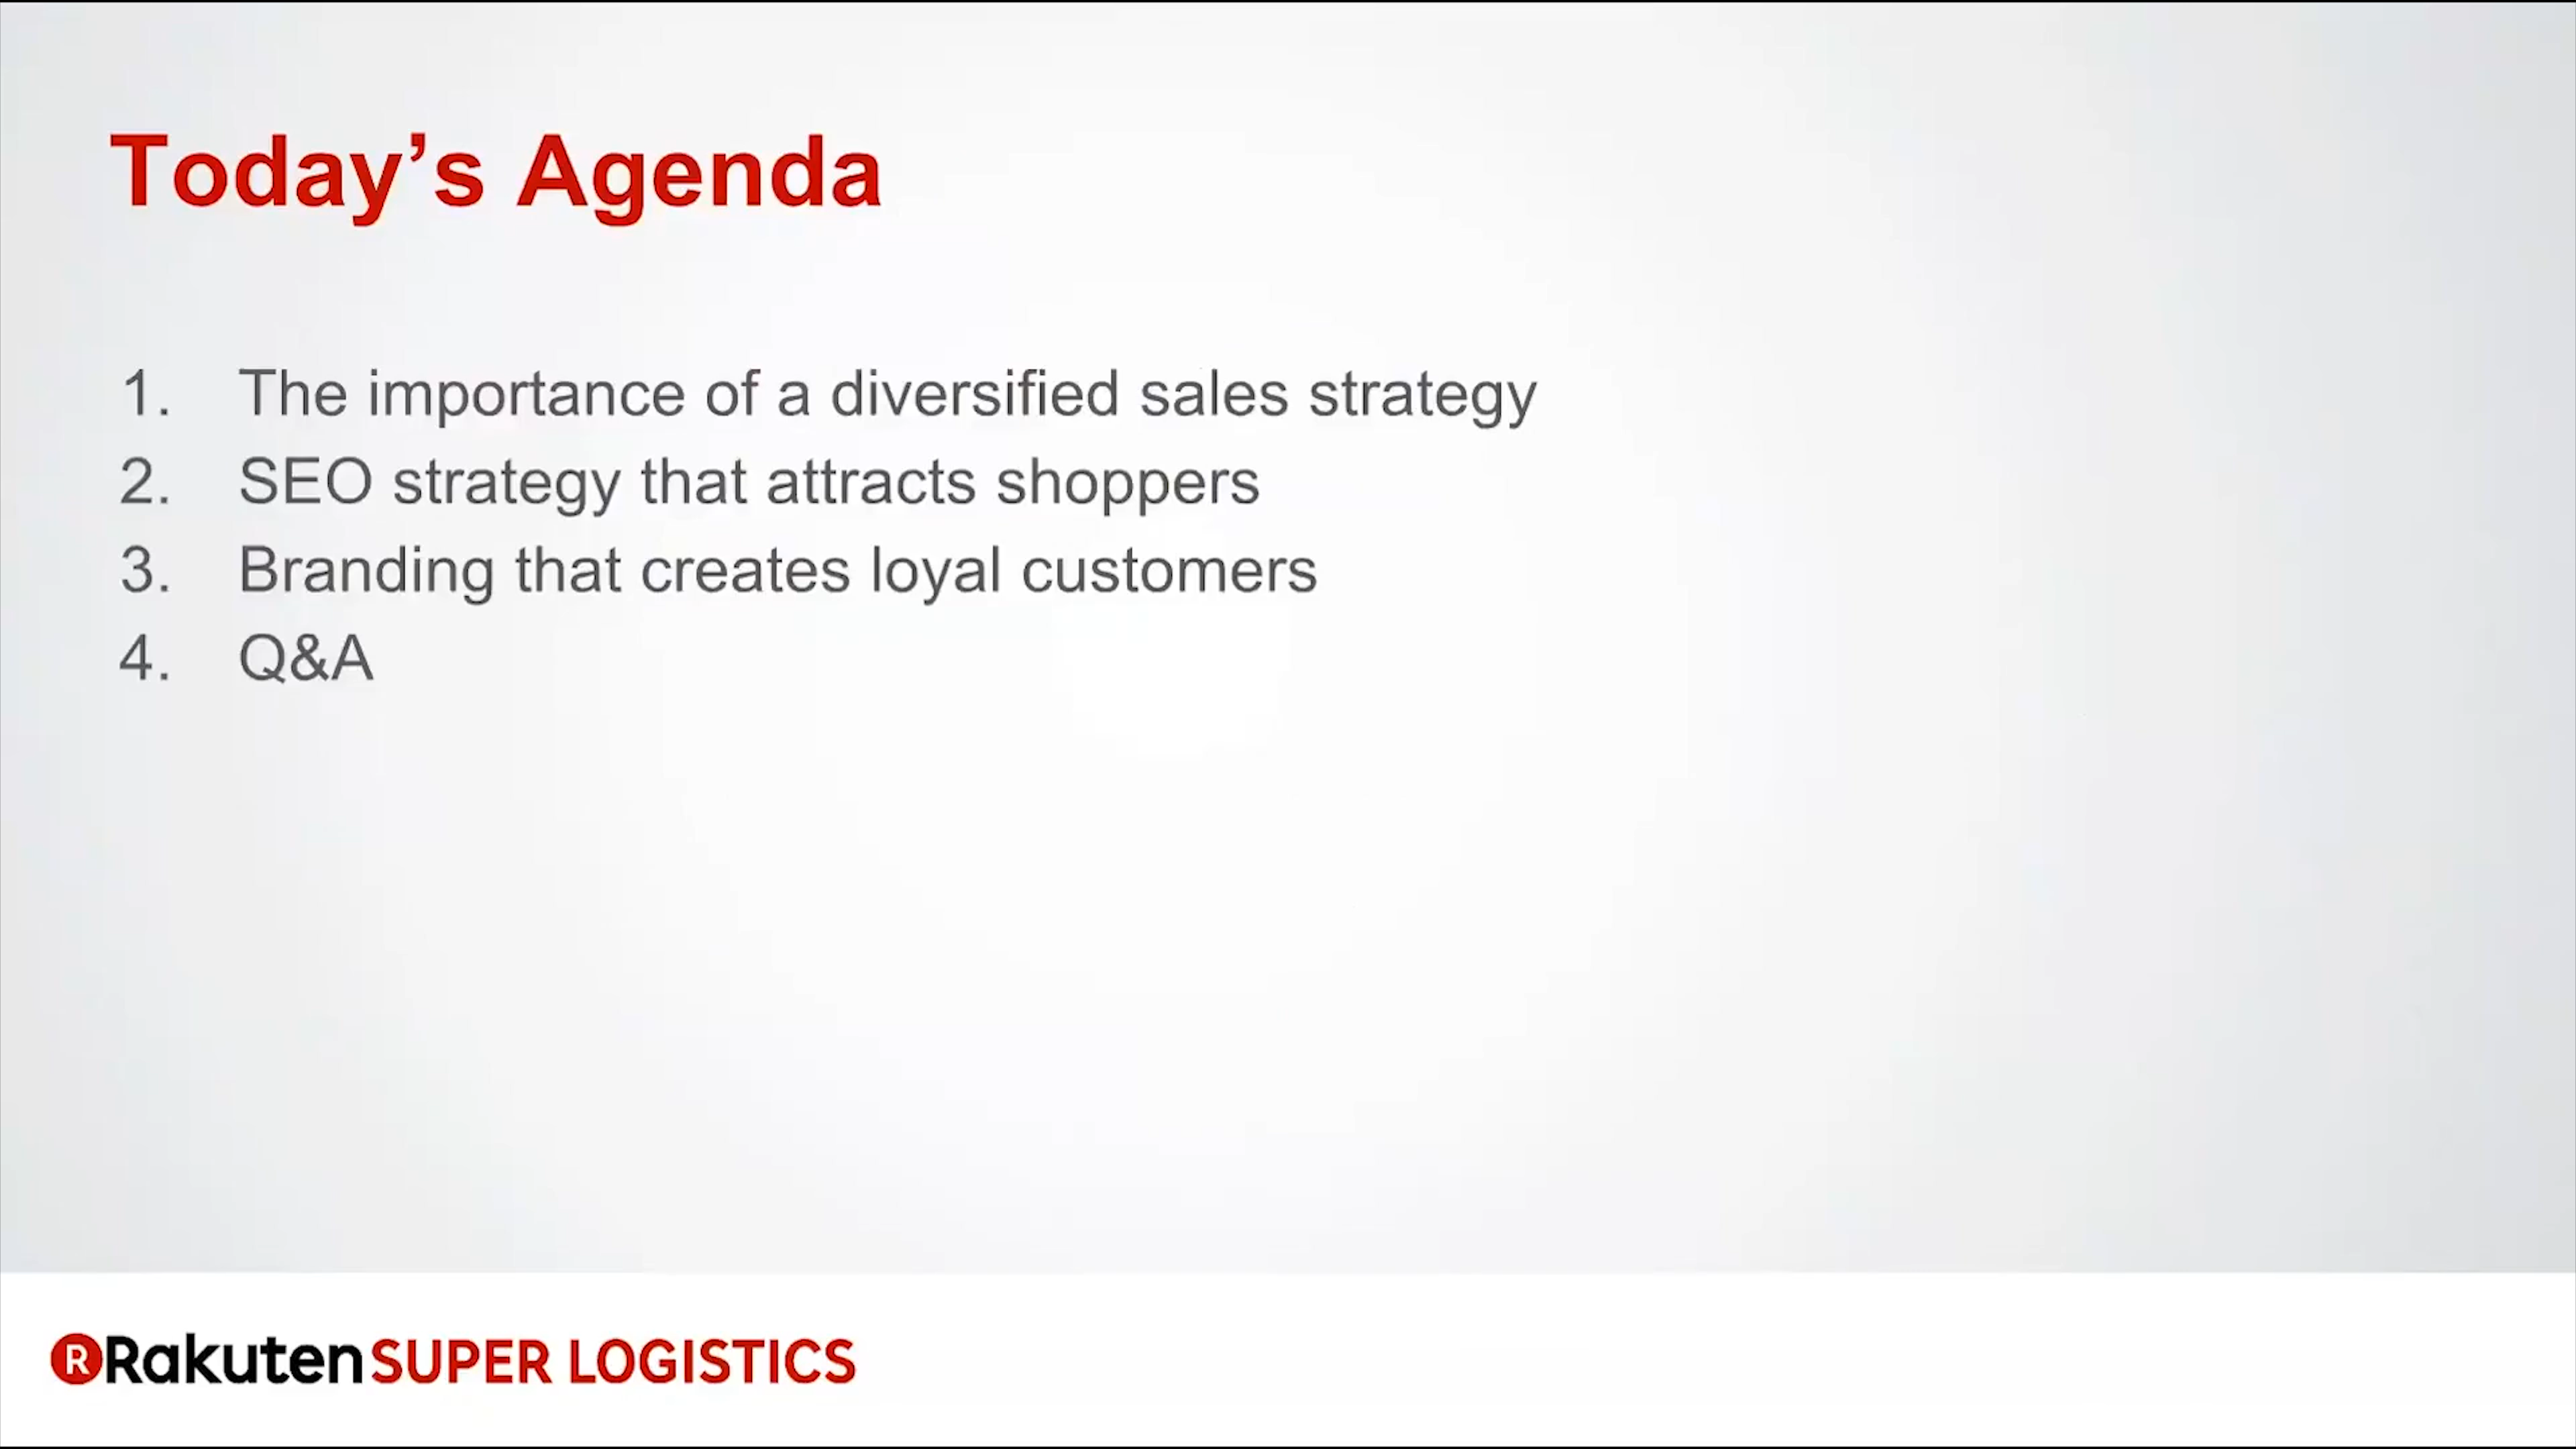 Today’s Agenda
1. The importance of a diversified sales strategy
2. SEO strategy that attracts shoppers
3. Branding that creates loyal customers
4. Q&A
R Rakuten SUPER LOGISTICS